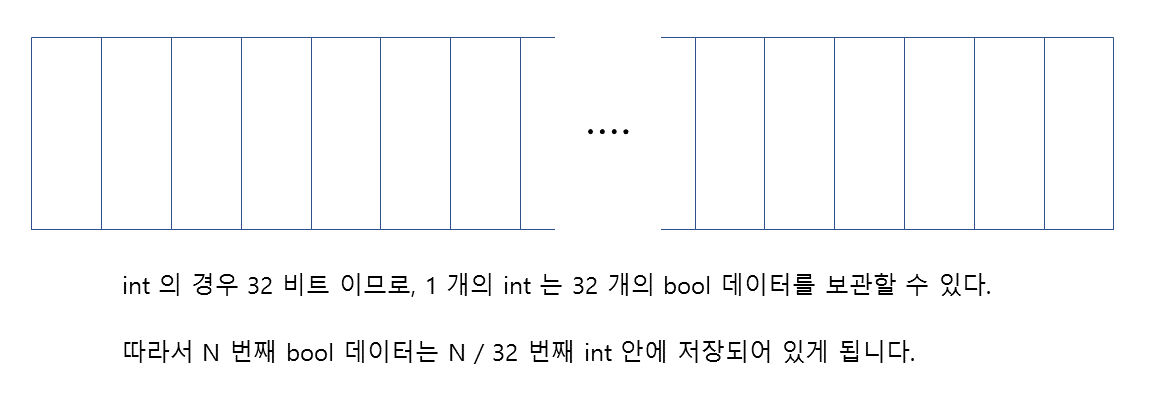 ....
int 의 경우 32 비트 이므로, 1 개의 int 는 32 개의 bool 데이터를 보관할 수 있다.
따라서 N 번째 bool 데이터는 N / 32 번째 int 안에 저장되어 있게 됩니다.